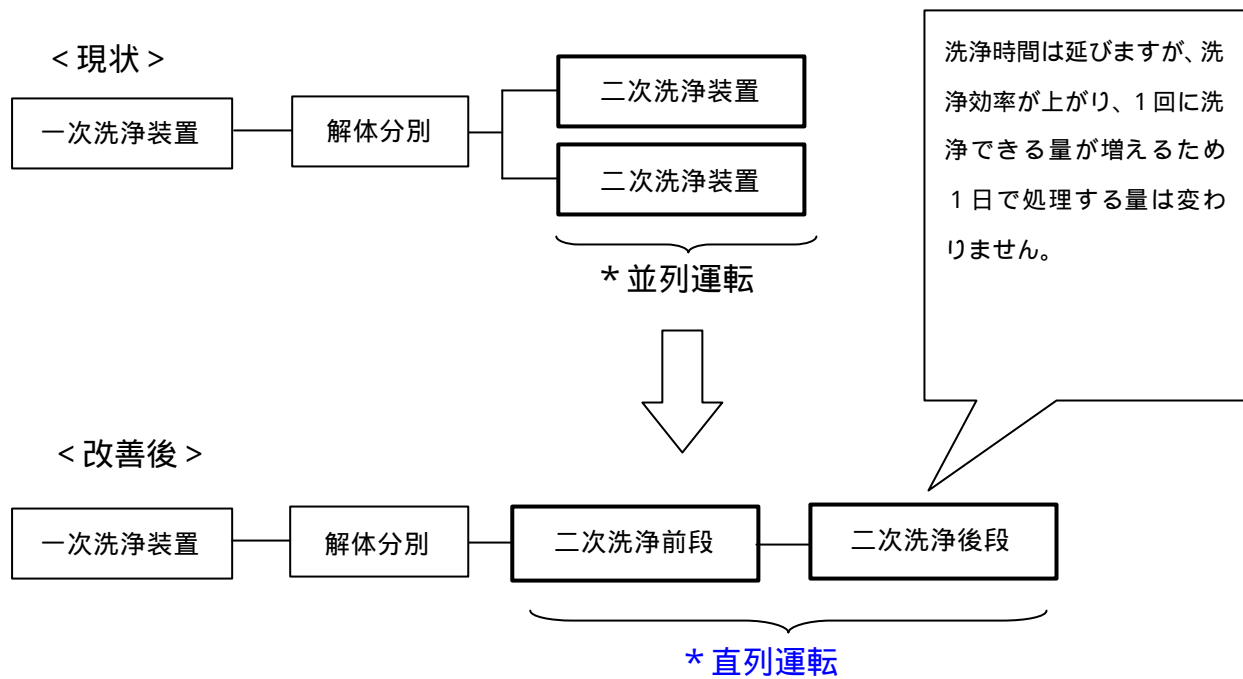 <現状>
一次洗浄装置
解体分別
二次洗浄装置
二次洗浄装置
*並列運転
洗浄時間は延びますが、洗
浄効率が上がり、1回に洗
浄できる量が増えるため
1日で処理する量は変わ
りません。
<改善後>
一次洗浄装置
解体分別
二次洗浄前段
二次洗浄後段
*直列運転